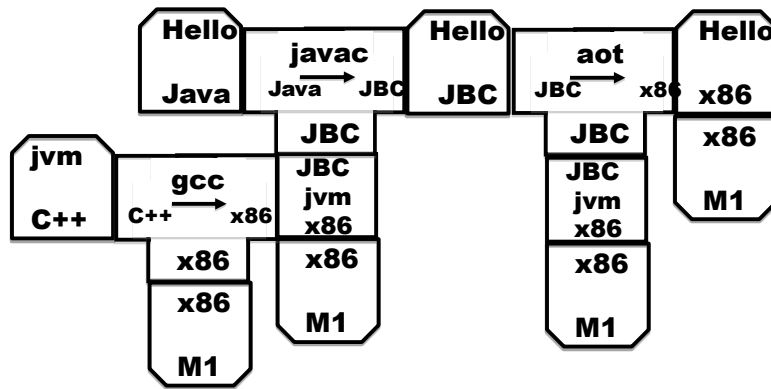 Hello
Java
javac
Java
JBC
JBC
Hello
JBC
aot
JBC
x86
JBC
Hello
x86
x86
M1
jvm
C++
gcc
C++
x86
x86
x86
M1
JBC
jvm
x86
x86
M1
JBC
jvm
x86
x86
M1